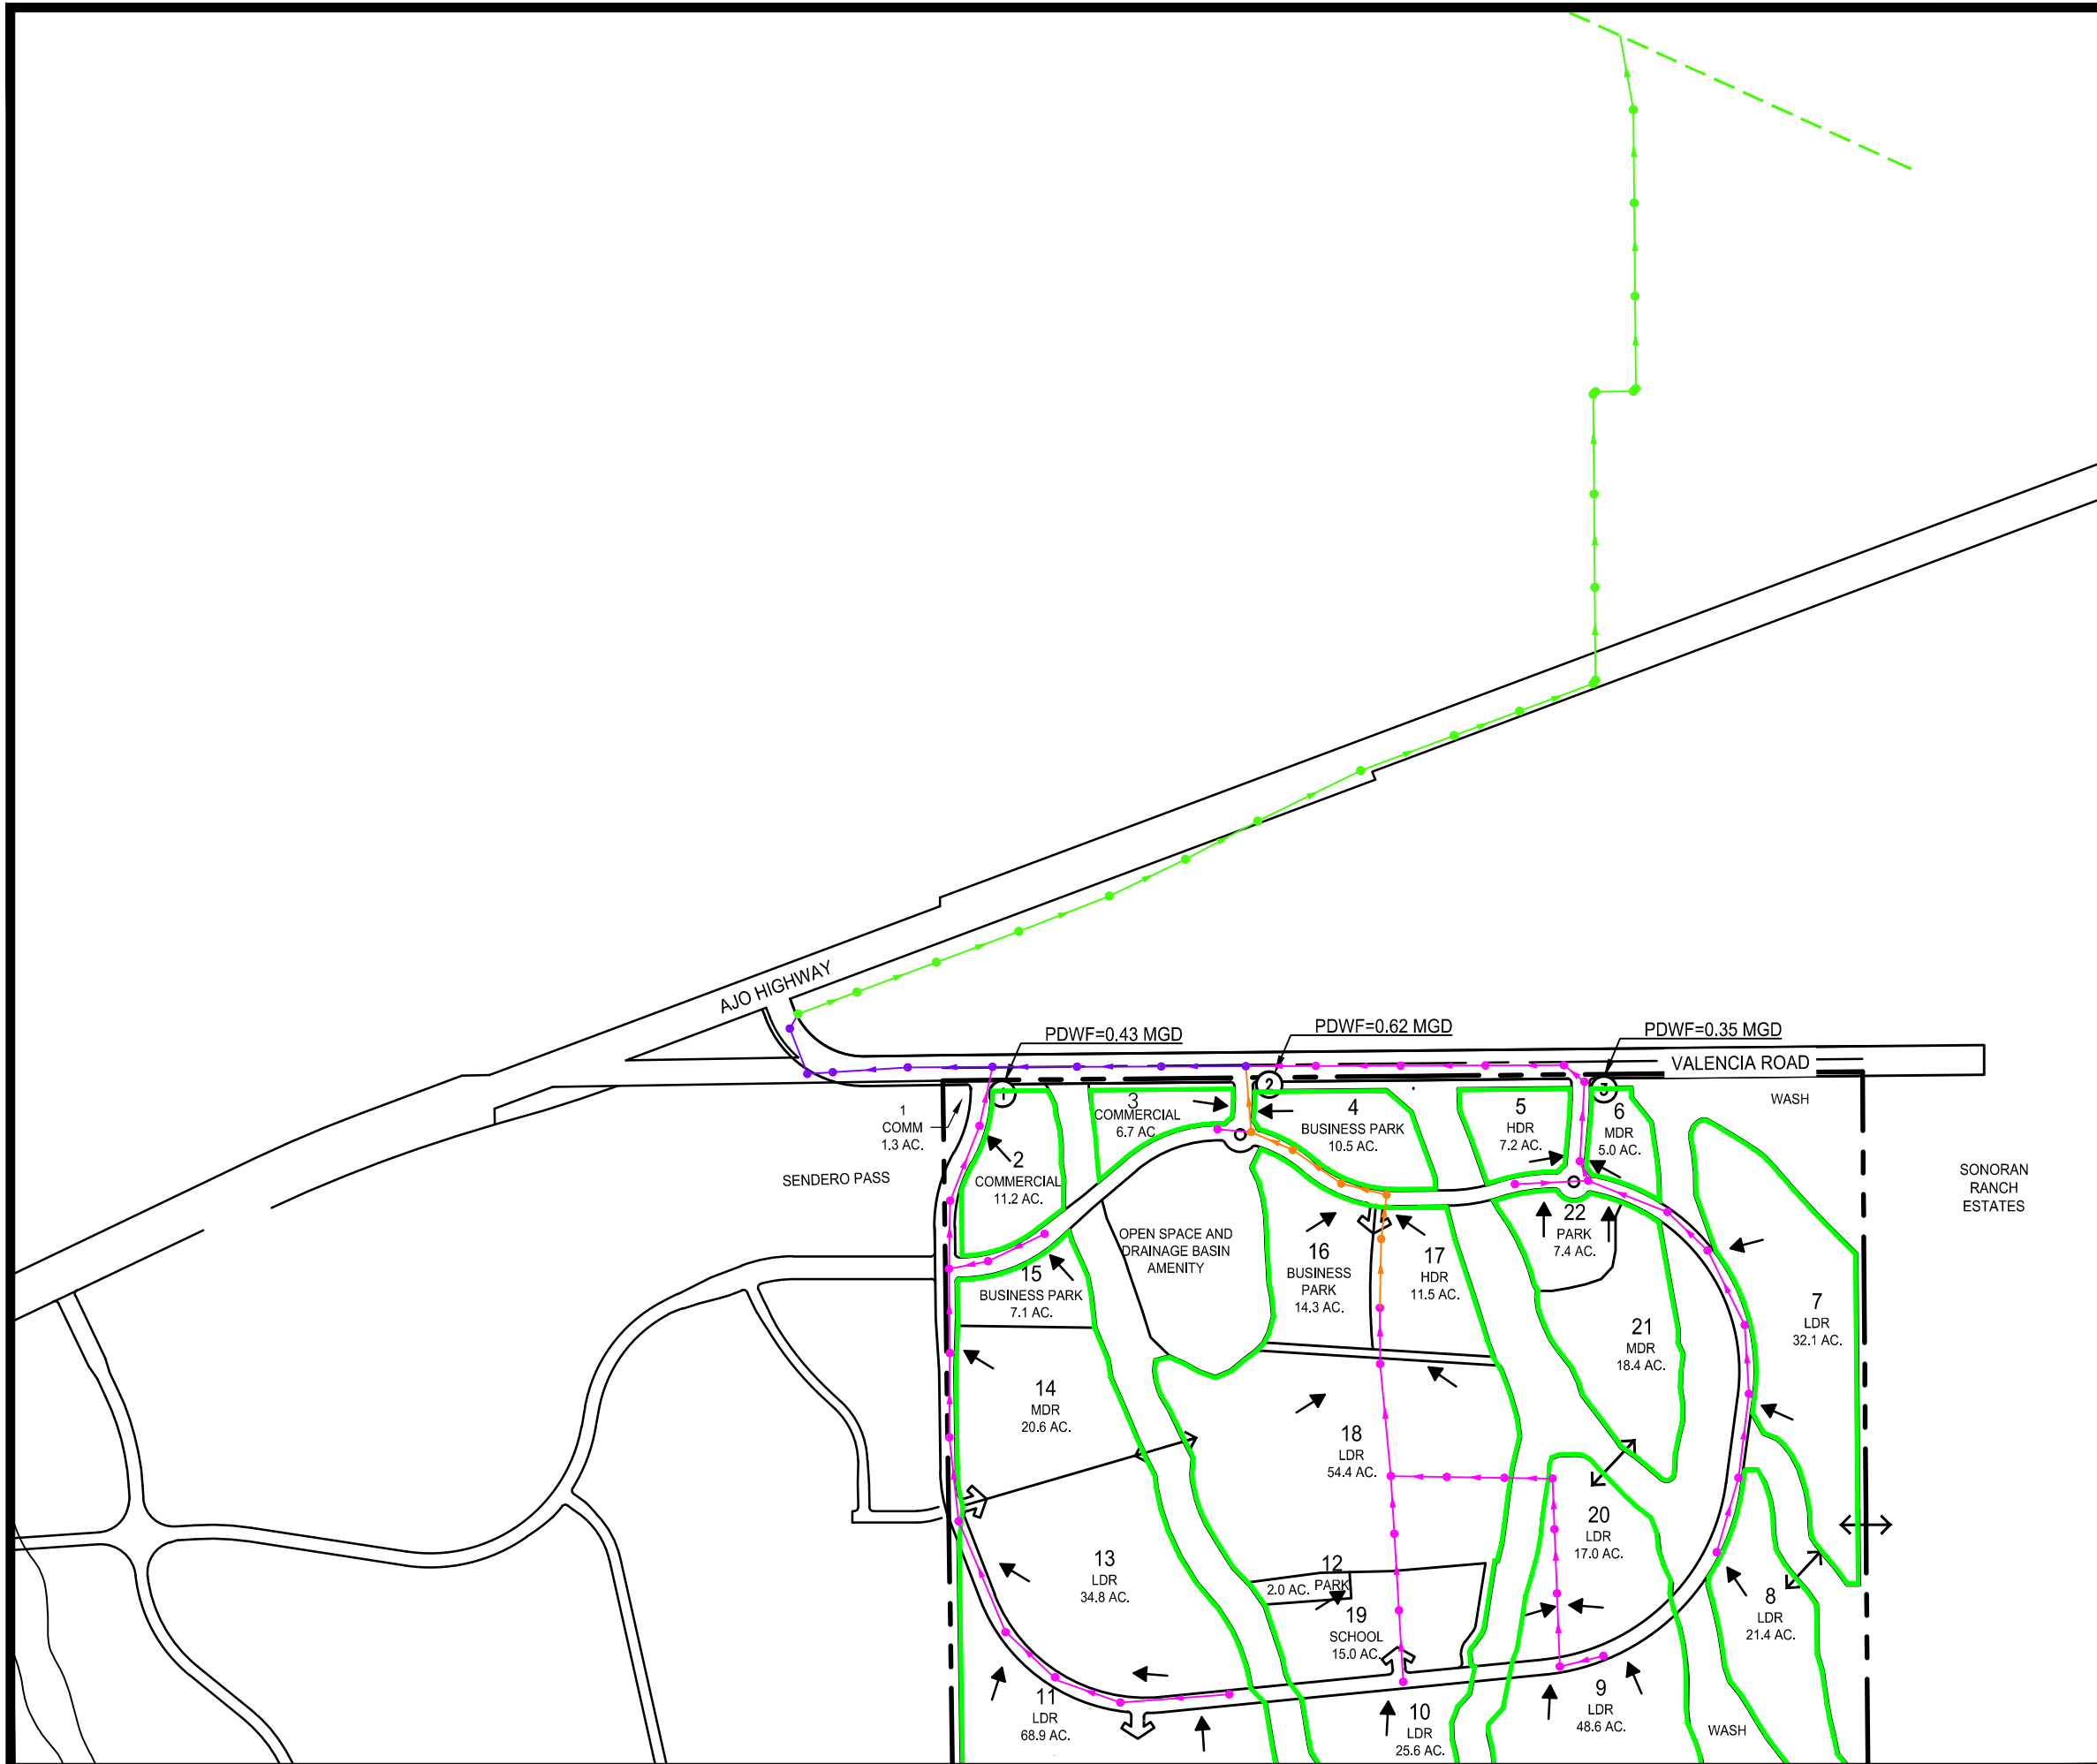 AJO HIGHWAY
PDWF=0.43 MGD
PDWF=0.62 MGD
PDWF=0.35 MGD
VALENCIA ROAD
1
2
3
WASH
1
COMM
1.3 AC.
SENDERO PASS
2
COMMERCIAL
11.2 AC.
3
COMMERCIAL
6.7 AC.
4
BUSINESS PARK
10.5 AC.
5
HDR
7.2 AC.
6
MDR
5.0 AC.
SONORAN
RANCH
ESTATES
OPEN SPACE AND
DRAINAGE BASIN
AMENITY
15
BUSINESS PARK
7.1 AC.
16
BUSINESS
PARK
14.3 AC.
17
HDR
11.5 AC.
22
PARK
7.4 AC.
7
LDR
32.1 AC.
21
MDR
18.4 AC.
14
MDR
20.6 AC.
18
LDR
54.4 AC.
20
LDR
17.0 AC.
13
LDR
34.8 AC.
12
2.0 AC. PARK
19
SCHOOL
15.0 AC.
8
LDR
21.4 AC.
11
LDR
68.9 AC.
10
LDR
25.6 AC.
9
LDR
48.6 AC.
WASH